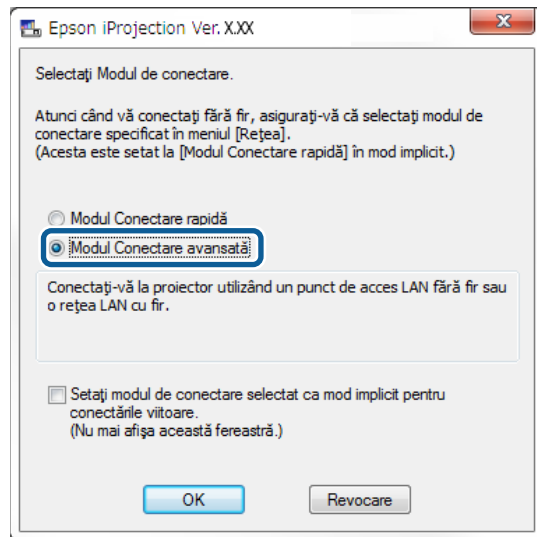 Epson iProjection Ver. X.XX
Selectaţi Modul de conectare.
Atunci când vă conectaţi fără fir, asiguraţi-vă că selectaţi modul de
conectare specificat în meniul [Reţea].
(Acesta este setat la [Modul Conectare rapidă] în mod implicit.)
Modul Conectare rapidă
Modul Conectare avansată
Conectaţi-vă la proiector utilizând un punct de acces LAN fără fir sau
o reţea LAN cu fir.
Setaţi modul de conectare selectat ca mod implicit pentru
conectările viitoare.
(Nu mai afişa această fereastră.)
OK
Revocare